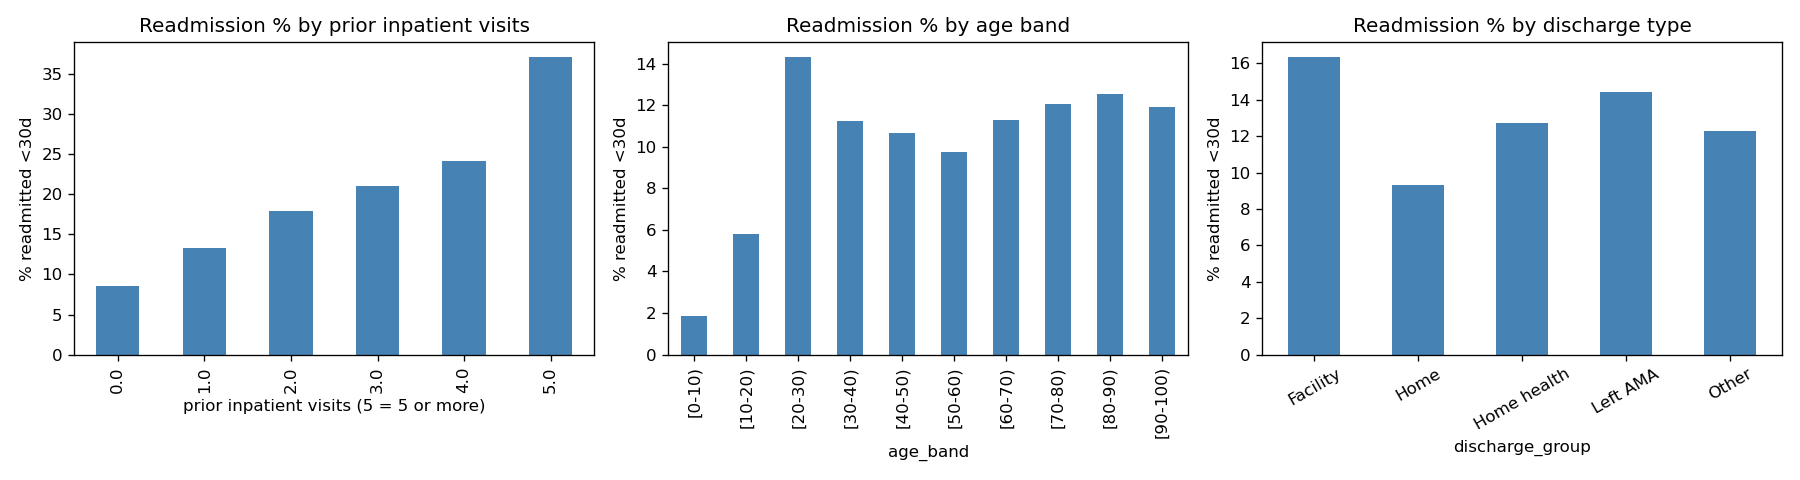 Readmission % by prior inpatient visits
% readmitted <30d
35
30
25
20
15
10
5
0
0.0
1.0
2.0
3.0
4.0
5.0
prior inpatient visits (5 = 5 or more)
Readmission % by age band
% readmitted <30d
14
12
10
8
6
4
2
0
[0-10)
[10-20)
[20-30)
[30-40)
[40-50)
[50-60)
[60-70)
[70-80)
[80-90)
[90-100)
age_band
Readmission % by discharge type
% readmitted <30d
16
14
12
10
8
6
4
2
0
Facility
Home
Home health
Left AMA
Other
discharge_group